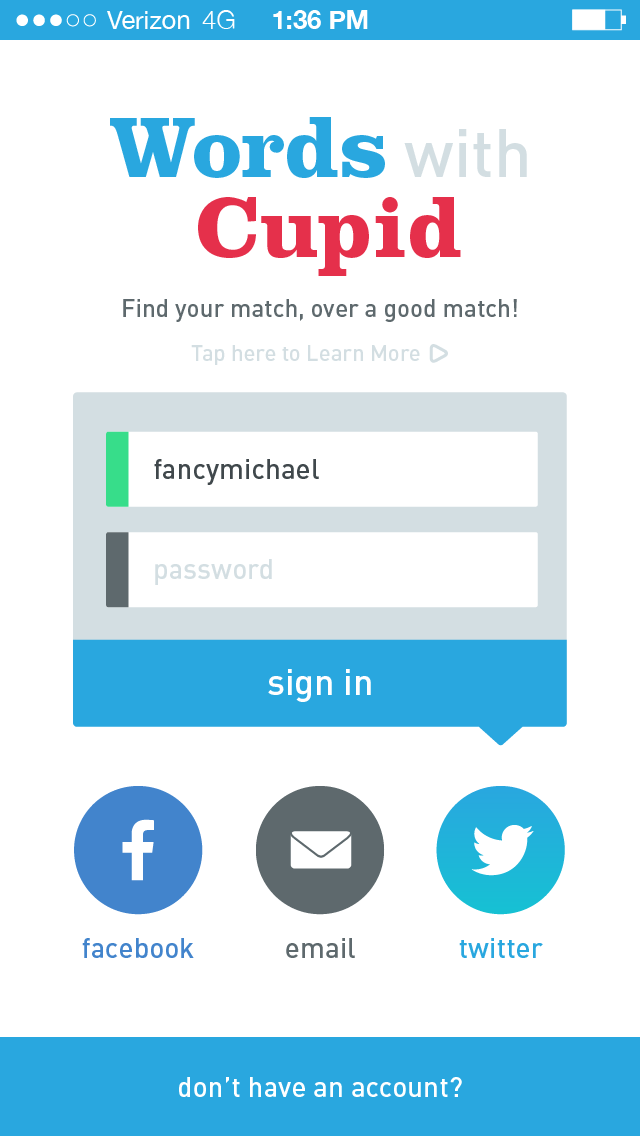 Verizon 4G 1:36 PM
Words with
Cupid
Find your match, over a good match!
Tap here to Learn More
fancymichael
password
sign in
facebook email twitter
don't have an account?